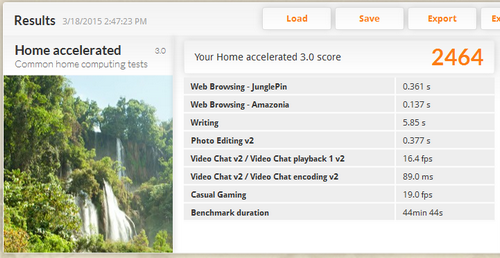 Results 3/18/2015 2:47:23 PM
Load
Save
Export
Home accelerated 3.0
Common home computing tests
Your Home accelerated 3.0 score 2464
Web Browsing - JunglePin 0.361 s
Web Browsing - Amazonia 0.137 s
Writing 5.85 s
Photo Editing v2 0.377 s
Video Chat v2 / Video Chat playback 1 v2 16.4 fps
Video Chat v2 / Video Chat encoding v2 89.0 ms
Casual Gaming 19.0 fps
Benchmark duration 44min 44s